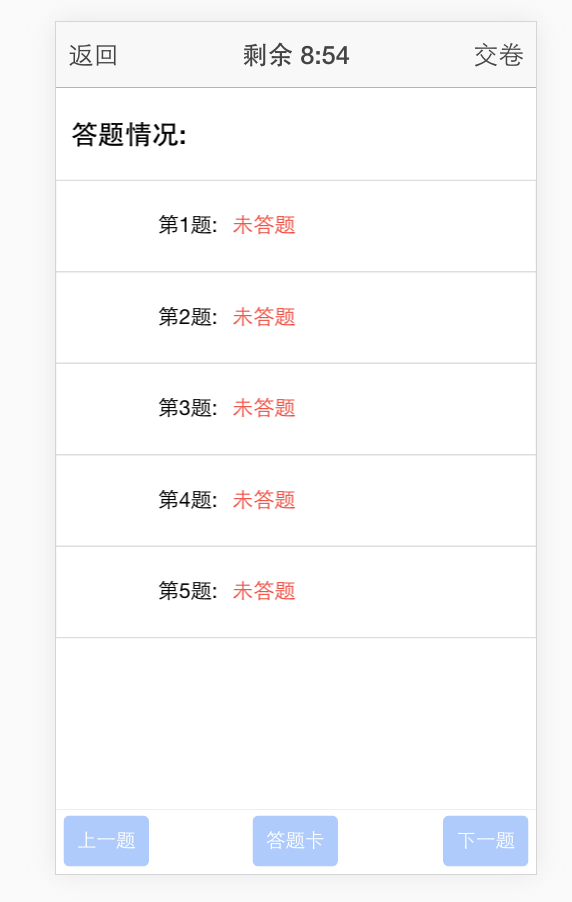 返回 剩余 8:54 交卷
答题情况:
第1题: 未答题
第2题: 未答题
第3题: 未答题
第4题: 未答题
第5题: 未答题
上一题 答题卡 下一题